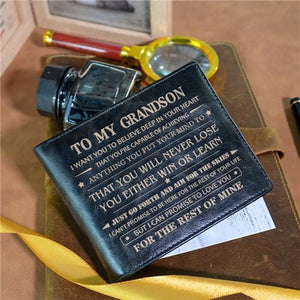 TO MY GRANDSON
I WANT YOU TO BELIEVE DEEP IN YOUR HEART
THAT YOU'RE CAPABLE OF ACHIEVING
ANYTHING YOU PUT YOUR MIND TO
THAT YOU WILL NEVER LOSE
YOU EITHER WIN OR LEARN
JUST GO FORTH AND AIM FOR THE SKIES
I CAN'T PROMISE TO BE HERE FOR THE REST OF YOUR LIFE
BUT I CAN PROMISE TO LOVE YOU
FOR THE REST OF MINE